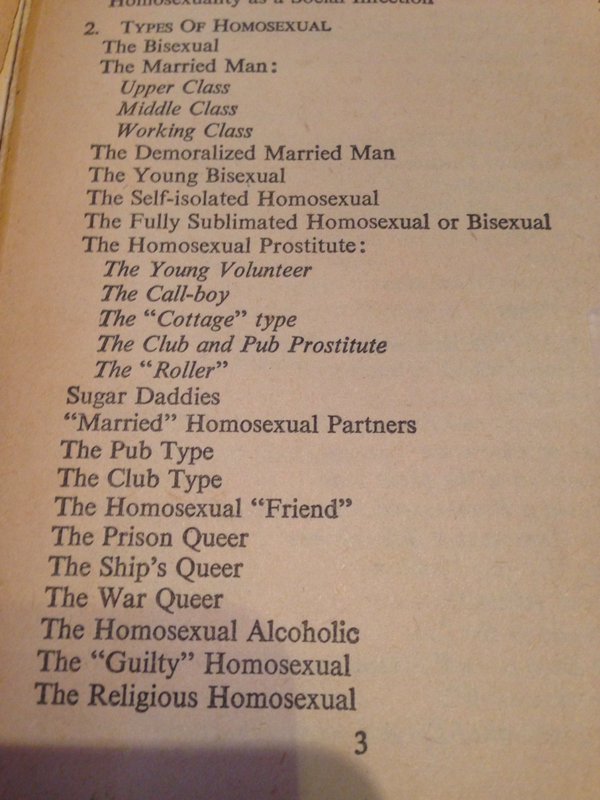 Homosexuality as a Social Infection
2. TYPES OF HOMOSEXUAL
The Bisexual
The Married Man:
Upper Class
Middle Class
Working Class
The Demoralized Married Man
The Young Bisexual
The Self-isolated Homosexual
The Fully Sublimated Homosexual or Bisexual
The Homosexual Prostitute:
The Young Volunteer
The Call-boy
The “Cottage” type
The Club and Pub Prostitute
The “Roller”
Sugar Daddies
“Married” Homosexual Partners
The Pub Type
The Club Type
The Homosexual “Friend”
The Prison Queer
The Ship’s Queer
The War Queer
The Homosexual Alcoholic
The “Guilty” Homosexual
The Religious Homosexual
3